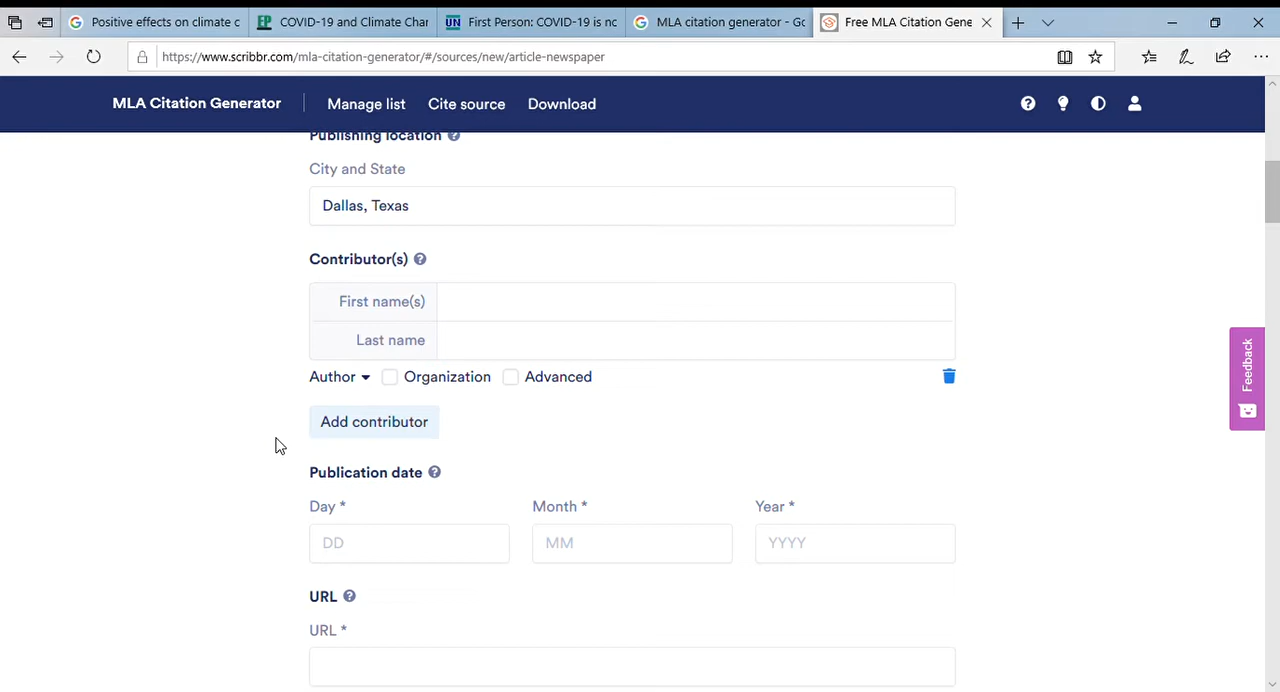 Positive effects on climate c
COVID-19 and Climate Char
First Person: COVID-19 is nc
MLA citation generator - Gc
Free MLA Citation Gene
https://www.scribbr.com/mla-citation-generator/#/sources/new/article-newspaper
MLA Citation Generator
Manage list
Cite source
Download
Publishing location
City and State
Dallas, Texas
Contributor(s)
First name(s)
Last name
Author
Organization
Advanced
Add contributor
Publication date
Day *
Month *
Year *
DD
MM
YYYY
URL
URL *
Feedback